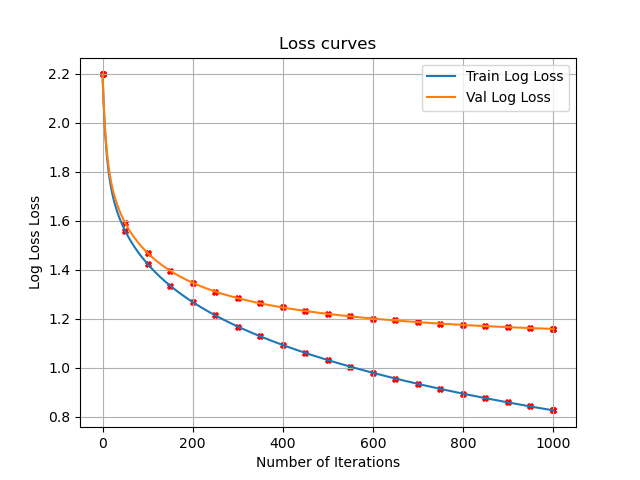 Loss curves
Train Log Loss
Val Log Loss
2.2
2.0
1.8
1.6
1.4
1.2
1.0
0.8
Log Loss Loss
0 200 400 600 800 1000
Number of Iterations